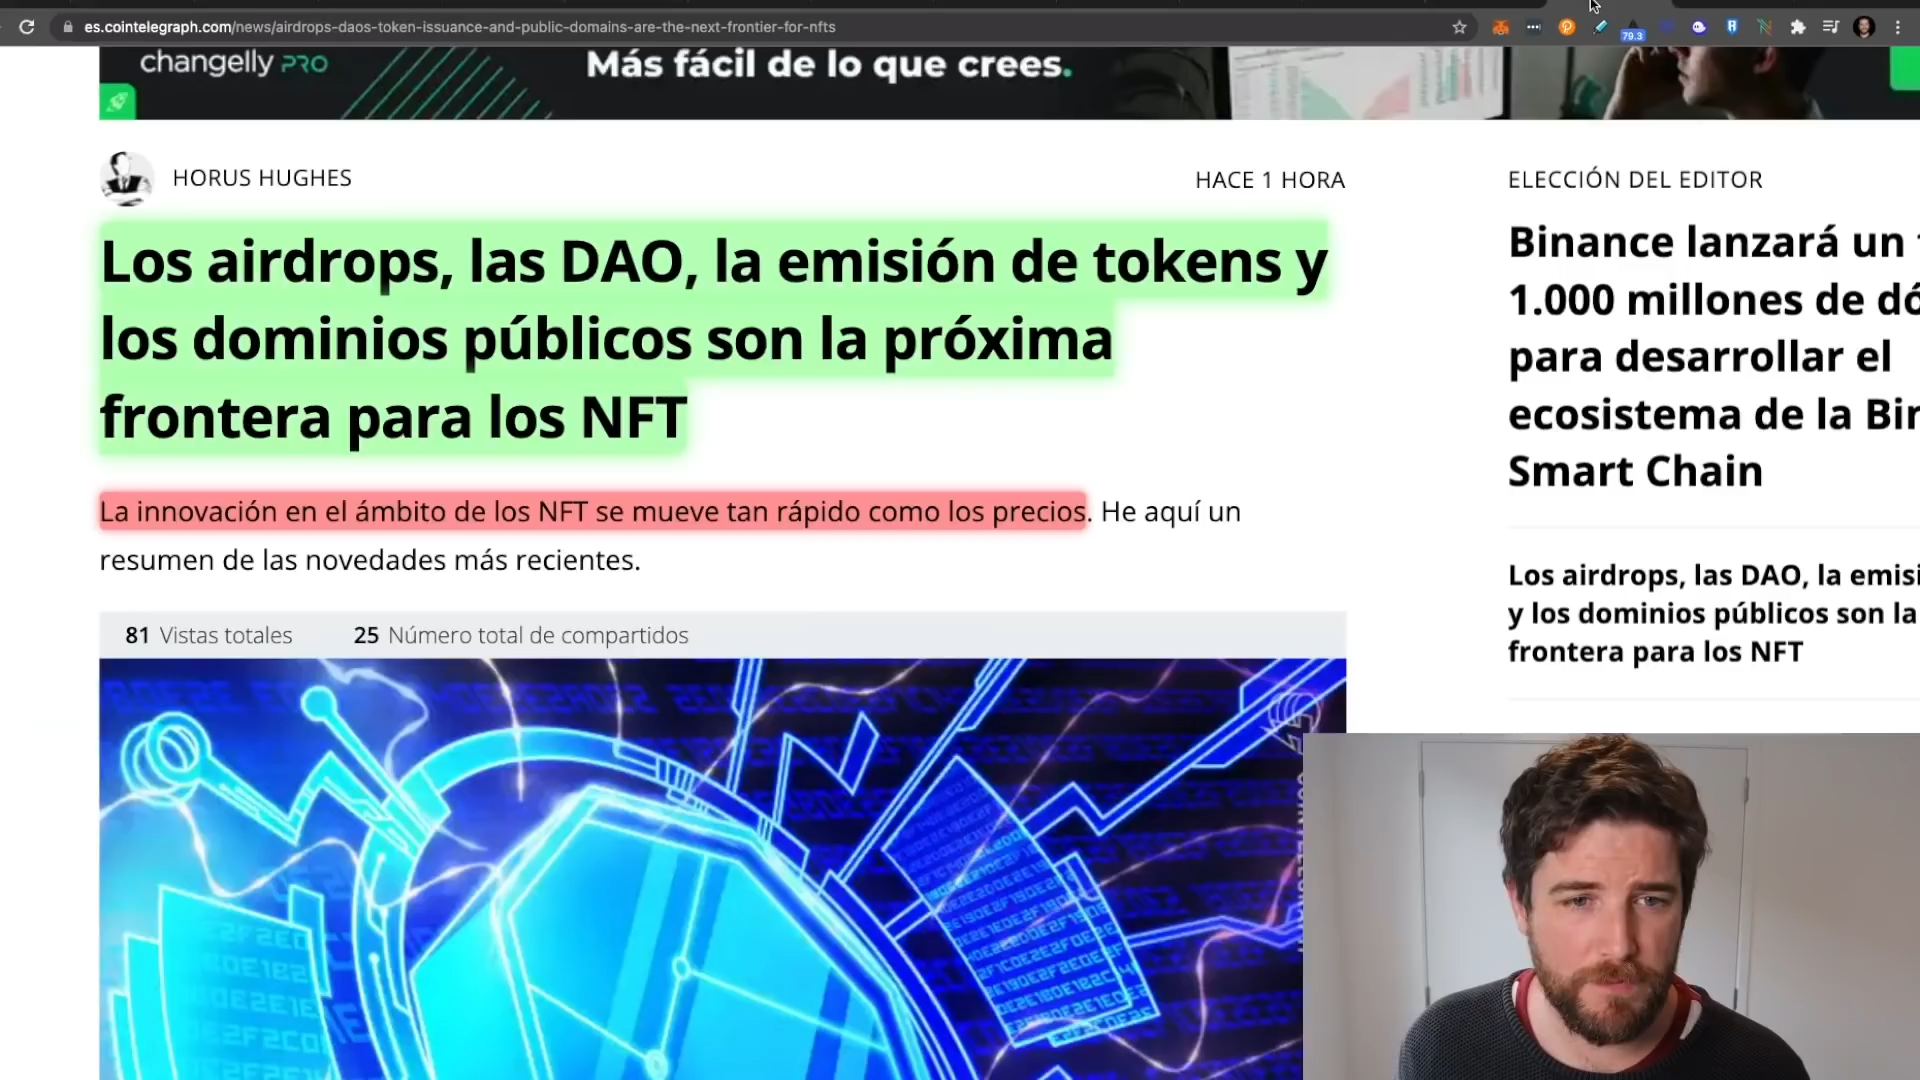 es.cointelegraph.com/news/airdrops-daos-token-issuance-and-public-domains-are-the-next-frontier-for-nfts
79.3
changelly PRO
Más fácil de lo que crees.
HORUS HUGHES
HACE 1 HORA
Los airdrops, las DAO, la emisión de tokens y
los dominios públicos son la próxima
frontera para los NFT
La innovación en el ámbito de los NFT se mueve tan rápido como los precios. He aquí un
resumen de las novedades más recientes.
81 Vistas totales 25 Número total de compartidos
ELECCIÓN DEL EDITOR
Binance lanzará un
1.000 millones de
para desarrollar el
ecosistema de la
Smart Chain
Los airdrops, las DAO, la
y los dominios públicos son la
frontera para los NFT